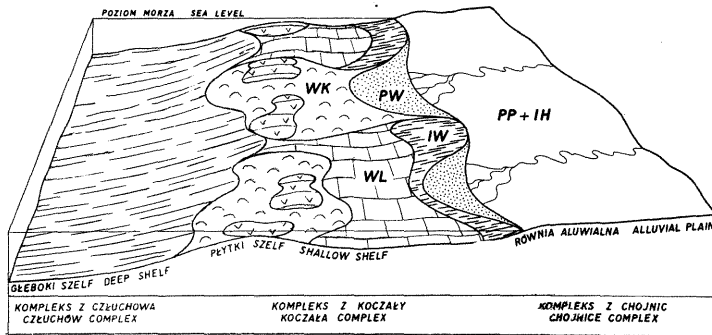 POZIOM MORZA SEA LEVEL
WK
PW
PP + IH
IW
WL
RÓWNIA ALUWIALNA ALLUVIAL PLAIN
PŁYTKI SZELF SHALLOW SHELF
GŁEBOKI SZELF DEEP SHELF
KOMPLEKS Z CZŁUCHOWA KOMPLEKS Z KOCZAŁY KOMPLEKS Z CHOJNIC
CZŁUCHÓW COMPLEX KOCZAŁA COMPLEX CHOJNICE COMPLEX